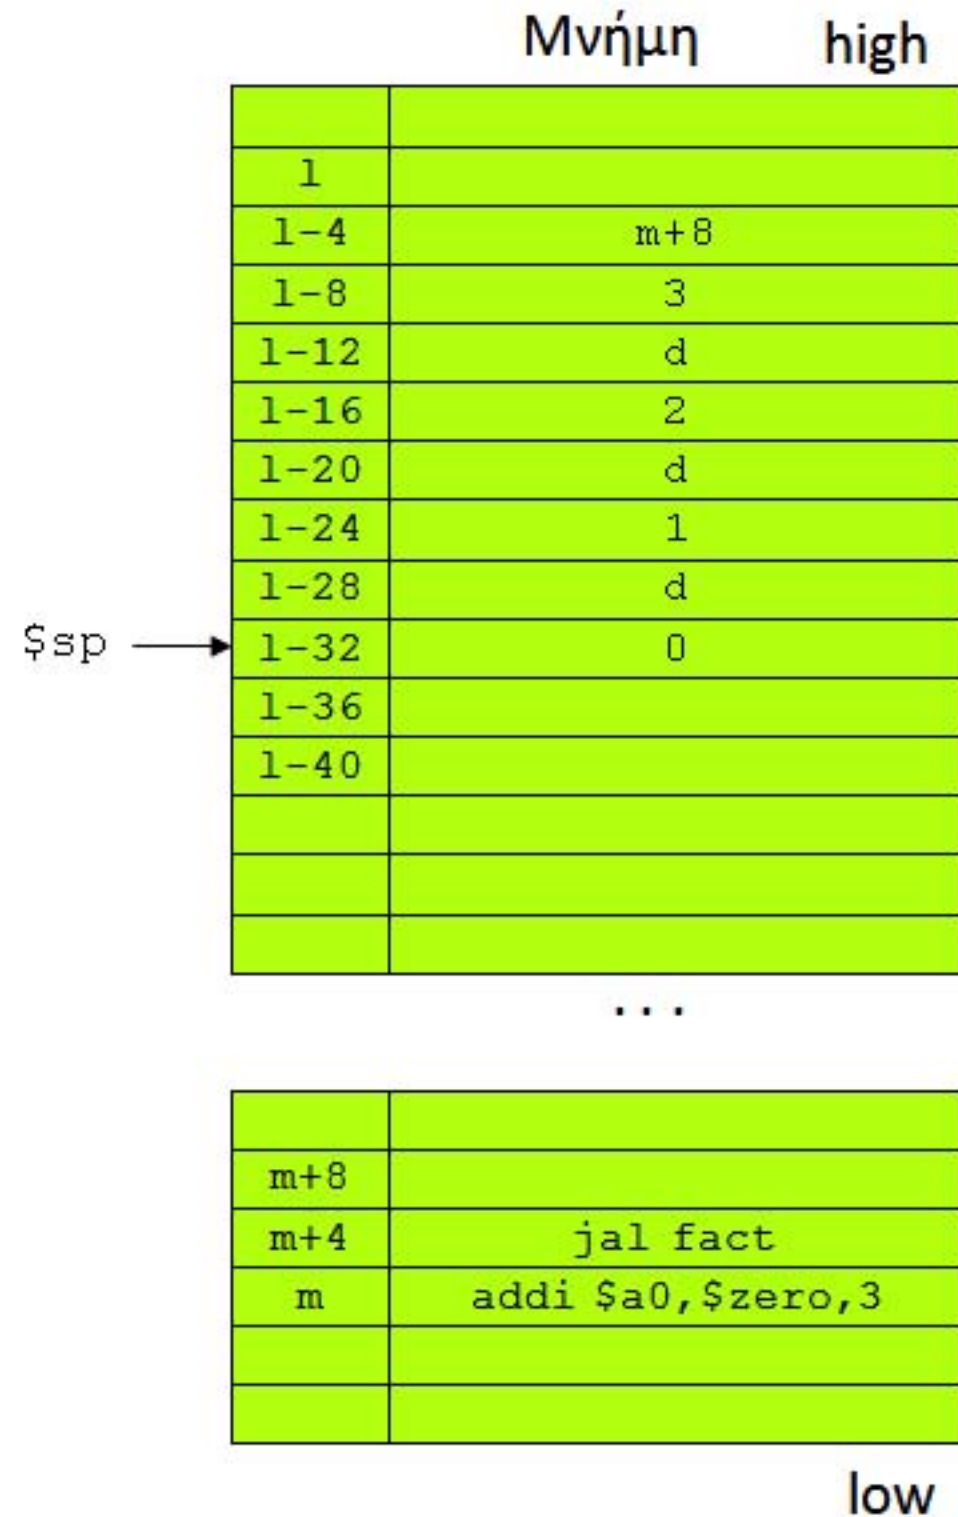 Μνήμη high
l
l-4 m+8
l-8 3
l-12 d
l-16 2
l-20 d
l-24 1
l-28 d
$sp l-32 0
l-36
l-40
...
m+8
m+4 jal fact
m addi $a0,$zero,3
low